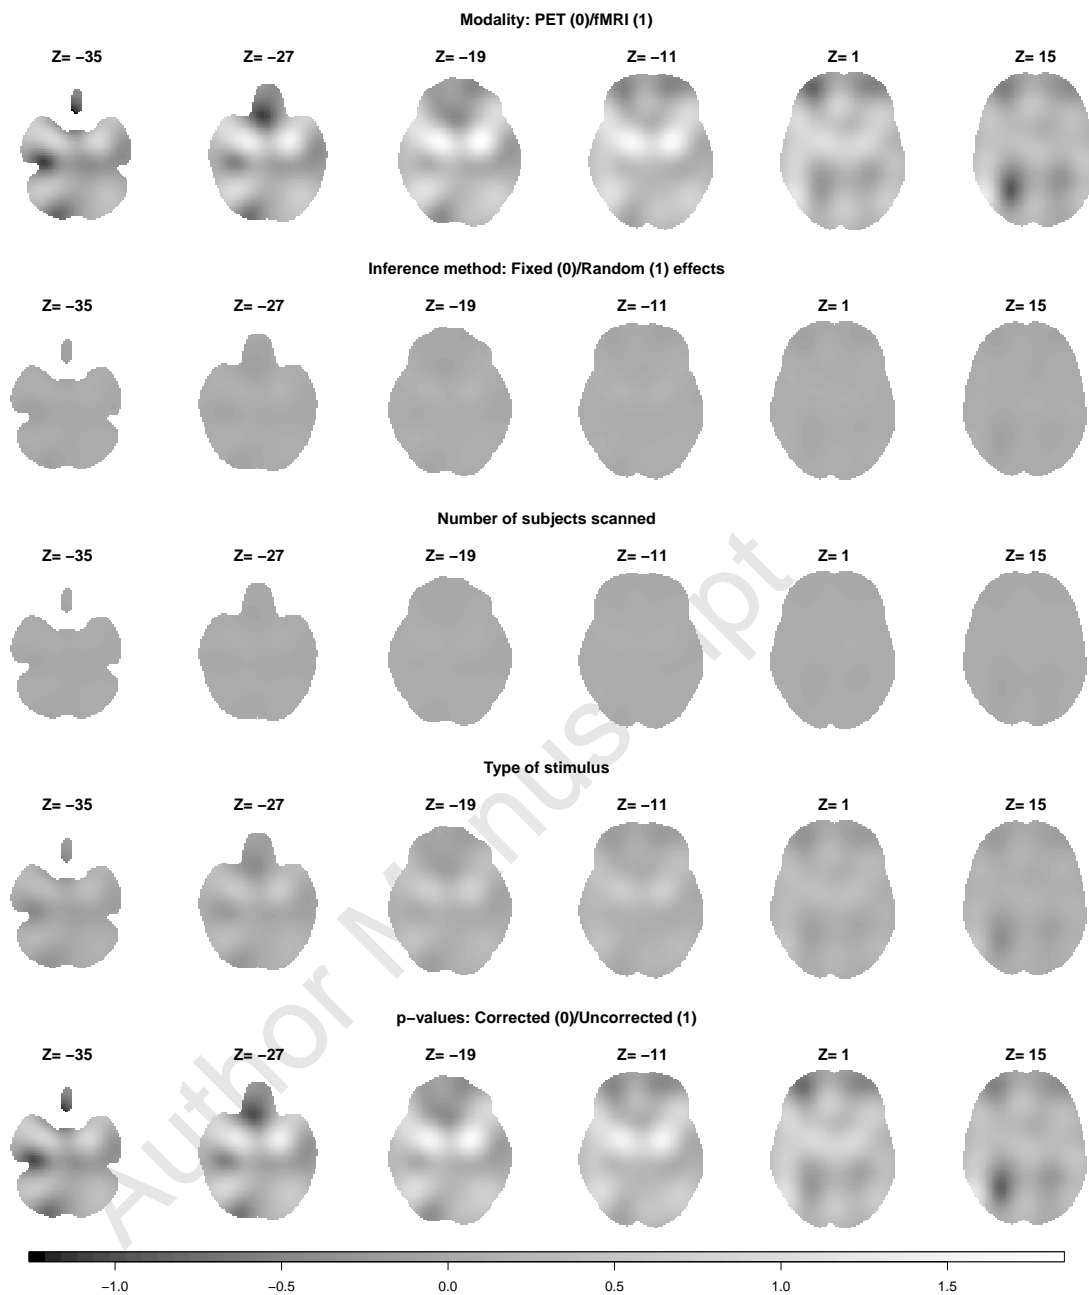 Modality: PET (0)/fMRI (1)
Z= −35 Z= −27 Z= −19 Z= −11 Z= 1 Z= 15
Inference method: Fixed (0)/Random (1) effects
Z= −35 Z= −27 Z= −19 Z= −11 Z= 1 Z= 15
Number of subjects scanned
Z= −35 Z= −27 Z= −19 Z= −11 Z= 1 Z= 15
Type of stimulus
Z= −35 Z= −27 Z= −19 Z= −11 Z= 1 Z= 15
p−values: Corrected (0)/Uncorrected (1)
Z= −35 Z= −27 Z= −19 Z= −11 Z= 1 Z= 15
−1.0 −0.5 0.0 0.5 1.0 1.5
Author Manuscript